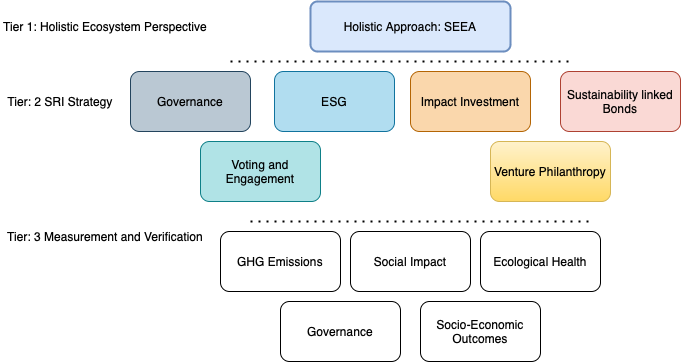 Tier 1: Holistic Ecosystem Perspective
Holistic Approach: SEEA
Tier: 2 SRI Strategy
Governance
ESG
Impact Investment
Sustainability linked
Bonds
Voting and
Engagement
Venture Philanthropy
Tier: 3 Measurement and Verification
GHG Emissions
Social Impact
Ecological Health
Governance
Socio-Economic
Outcomes